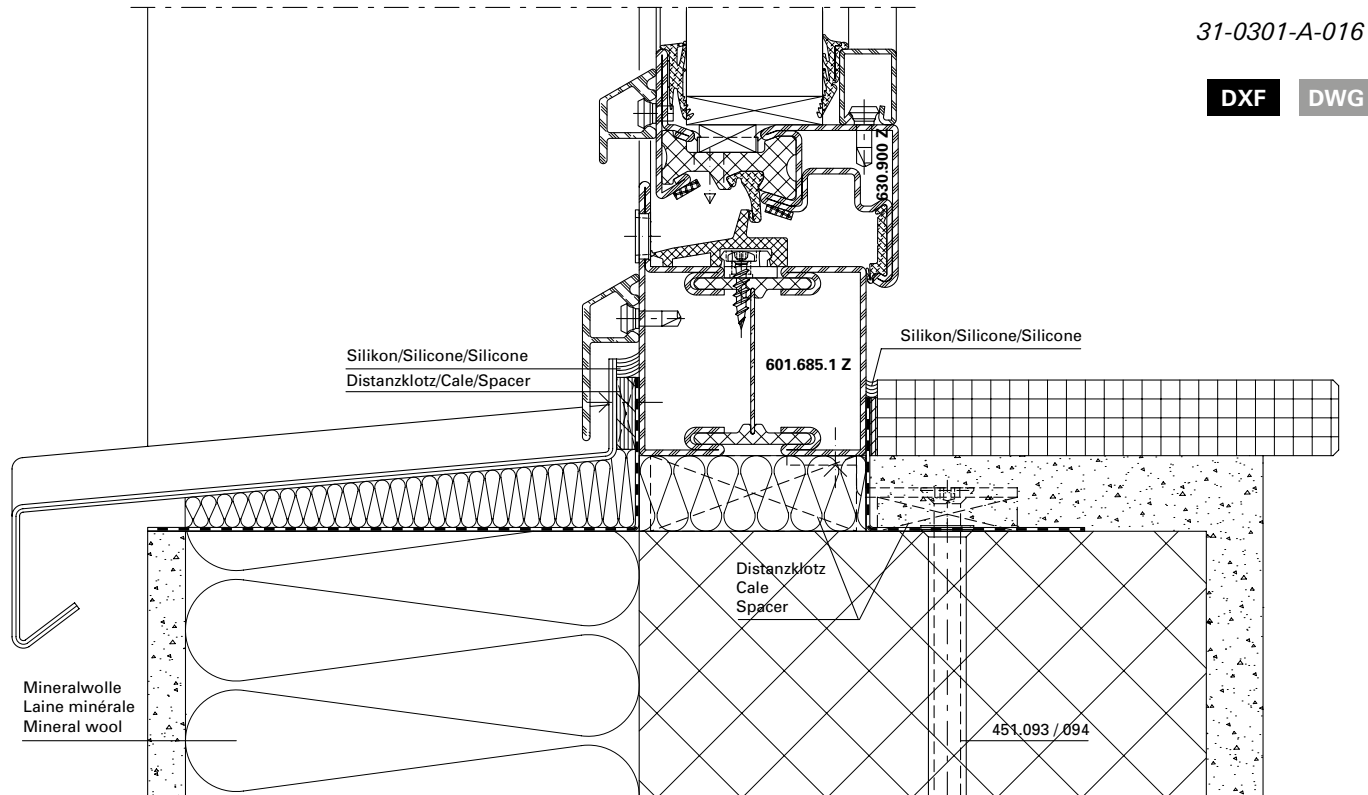 31-0301-A-016
DXF DWG
630.900 Z
Silikon/Silicone/Silicone
Distanzklotz/Cale/Spacer
601.685.1 Z
Silikon/Silicone/Silicone
Distanzklotz
Cale
Spacer
Mineralwolle
Laine minérale
Mineral wool
451.093 / 094